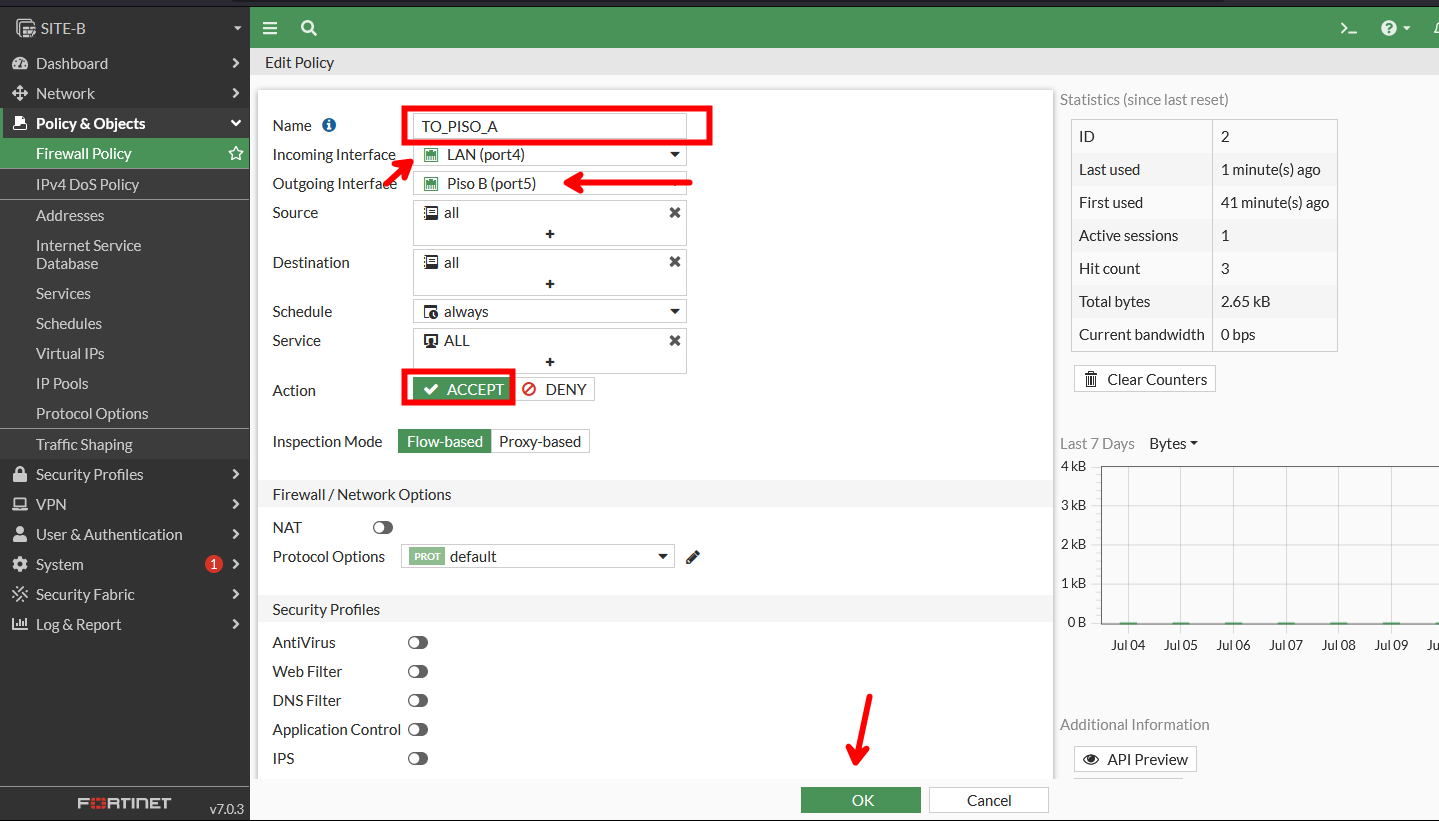 SITE-B
Dashboard
Network
Policy & Objects
Firewall Policy
IPv4 DoS Policy
Addresses
Internet Service
Database
Services
Schedules
Virtual IPs
IP Pools
Protocol Options
Traffic Shaping
Security Profiles
VPN
User & Authentication
System 1
Security Fabric
Log & Report
FORTINET v7.0.3
Edit Policy
Name TO_PISO_A
Incoming Interface LAN (port4)
Outgoing Interface Piso B (port5)
Source all
+
Destination all
+
Schedule always
Service ALL
+
Action ACCEPT DENY
Inspection Mode Flow-based Proxy-based
Firewall / Network Options
NAT
Protocol Options PROT default
Security Profiles
AntiVirus
Web Filter
DNS Filter
Application Control
IPS
OK Cancel
Statistics (since last reset)
ID 2
Last used 1 minute(s) ago
First used 41 minute(s) ago
Active sessions 1
Hit count 3
Total bytes 2.65 kB
Current bandwidth 0 bps
Clear Counters
Last 7 Days Bytes
4 kB
3 kB
2 kB
1 kB
0 B
Jul 04 Jul 05 Jul 06 Jul 07 Jul 08 Jul 09
Additional Information
API Preview